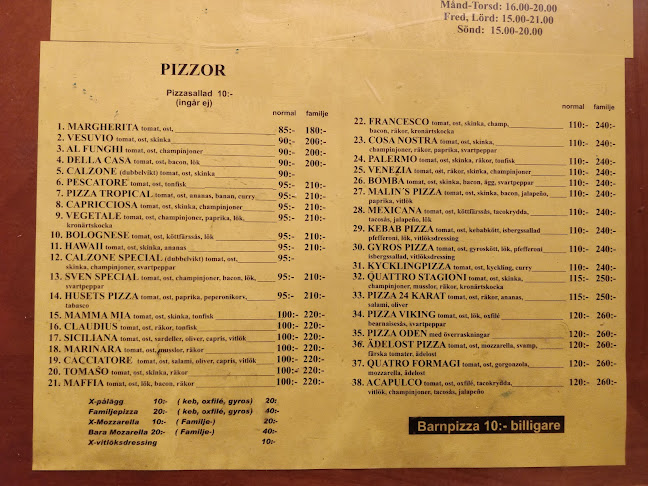 Månd-Torsd: 16.00-20.00
Fred, Lörd: 15.00-21.00
Sönd: 15.00-20.00
PIZZOR
Pizzasallad 10:-
(ingår ej)
normal familje
1. MARGHERITA tomat, ost, 85:- 180:-
2. VESUVIO tomat, ost, skinka 90:- 200:-
3. AL FUNGHI tomat, ost, champinjoner 90:- 200:-
4. DELLA CASA tomat, ost, bacon, lök 90:- 200:-
5. CALZONE (dubbelvikt) tomat, ost, skinka 90:-
6. PESCATORE tomat, ost, tonfisk 95:- 210:-
7. PIZZA TROPICAL tomat, ost, ananas, banan, curry 95:- 210:-
8. CAPRICCIOSA tomat, ost, skinka, champinjoner 95:- 210:-
9. VEGETALE tomat, ost, champinjoner, paprika, lök, 95:- 210:-
kronärtskocka
10. BOLOGNESE tomat, ost, köttfärssås, lök 95:- 210:-
11. HAWAII tomat, ost, skinka, ananas 95:- 210:-
12. CALZONE SPECIAL (dubbelvikt) tomat, ost, 95:-
skinka, champinjoner, svartpeppar
13. SVEN SPECIAL tomat, ost, champinjoner, bacon, lök, 95:- 210:-
svartpeppar
14. HUSETS PIZZA tomat, ost, paprika, peperonikorv, 95:- 210:-
tabasco
15. MAMMA MIA tomat, ost, skinka, tonfisk 100:- 220:-
16. CLAUDIUS tomat, ost, räkor, tonfisk 100:- 220:-
17. SICILIANA tomat, ost, sardeller, oliver, capris, vitlök 100:- 220:-
18. MARINARA tomat, ost, musslor, räkor 100:- 220:-
19. CACCIATORE tomat, ost, salami, oliver, capris, vitlök 100:- 220:-
20. TOMASO tomat, ost, skinka, räkor 100:- 220:-
21. MAFFIA tomat, ost, lök, bacon, räkor 100:- 220:-
X-pålägg 10:- ( keb, oxfilé, gyros) 20:
Familjepizza 20:- ( keb, oxfilé, gyros) 40:-
X-Mozzarella 10:- ( Familje-) 20:-
Bara Mozarella 20:- ( Familje-) 40:-
X-vitlöksdressing 10:-
normal familje
22. FRANCESCO tomat, ost, skinka, champ, 110:- 240:-
bacon, räkor, kronärtskocka
23. COSA NOSTRA tomat, ost, skinka, 110:- 240:-
champinjoner, räkor, paprika, svartpeppar
24. PALERMO tomat, ost, skinka, räkor, tonfisk 110:- 240:-
25. VENEZIA tomat, ost, räkor, skinka, champinjoner 110:- 240:-
26. BOMBA tomat, ost, skinka, bacon, ägg, svartpeppar 110:- 240:-
27. MALIN´S PIZZA tomat, ost, skinka, bacon, jalapeño, 110:- 240:-
paprika, vitlök
28. MEXICANA tomat, ost, köttfärssås, tacokrydda, 110:- 240:-
tacosås, jalapeño, lök
29. KEBAB PIZZA tomat, ost, kebabkött, isbergssallad 110:- 240:-
pfefferoni, lök, vitlöksdressing
30. GYROS PIZZA tomat, ost, gyroskött, lök, pfefferoni 110:- 240:-
isbergssallad, vitlöksdressing
31. KYCKLINGPIZZA tomat, ost, kyckling, curry 110:- 240:-
32. QUATTRO STAGIONI tomat, ost, skinka, 115:- 250:-
champinjoner, musslor, räkor, kronärtskocka
33. PIZZA 24 KARAT tomat, ost, räkor, ananas, 115:- 250:-
salami, oliver
34. PIZZA VIKING tomat, ost, lök, oxfilé 120:- 260:-
bearnaisesås, svartpeppar
35. PIZZA ODEN med överraskningar 120:- 260:-
36. ÄDELOST PIZZA tomat, ost, mozzarella, svamp, 120:- 260:-
färska tomater, ädelost
37. QUATRO FORMAGI tomat, ost, gorgonzola, 120:- 260:-
mozzarella, ädelost
38. ACAPULCO tomat, ost, oxfilé, tacokrydda, 120:- 260:-
vitlök, champinjoner, tacosås, jalapeño
Barnpizza 10:- billigare